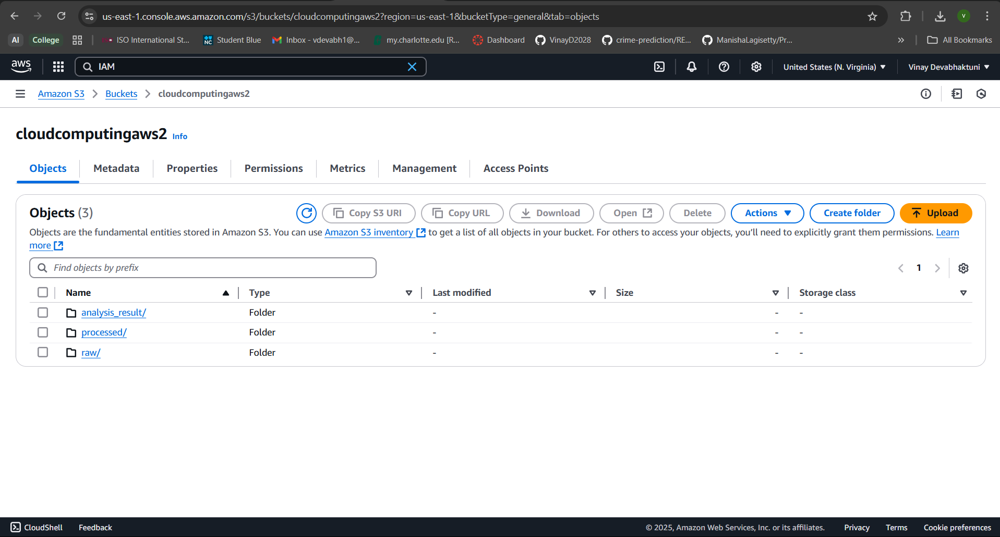 us-east-1.console.aws.amazon.com/s3/buckets/cloudcomputingaws2?region=us-east-1&bucketType=general&tab=objects
V
AI College ISO International St... Student Blue Inbox - vdevabh1@... my.charlotte.edu [R... Dashboard VinayD2028 crime-prediction/RE... ManishaLagisetty/Pr... » All Bookmarks
aws IAM United States (N. Virginia) Vinay Devabhaktuni
Amazon S3 Buckets cloudcomputingaws2
cloudcomputingaws2 Info
Objects Metadata Properties Permissions Metrics Management Access Points
Objects (3) Copy S3 URI Copy URL Download Open Delete Actions Create folder Upload
Objects are the fundamental entities stored in Amazon S3. You can use Amazon S3 inventory to get a list of all objects in your bucket. For others to access your objects, you’ll need to explicitly grant them permissions. Learn
more
Find objects by prefix 1
Name Type Last modified Size Storage class
analysis_result/ Folder - - -
processed/ Folder - - -
raw/ Folder - - -
CloudShell Feedback © 2025, Amazon Web Services, Inc. or its affiliates. Privacy Terms Cookie preferences